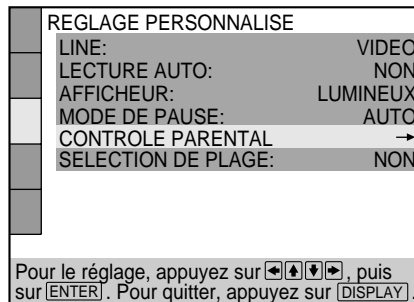 REGLAGE PERSONNALISE
LINE: VIDEO
LECTURE AUTO: NON
AFFICHEUR: LUMINEUX
MODE DE PAUSE: AUTO
CONTROLE PARENTAL →
SELECTION DE PLAGE: NON
Pour le réglage, appuyez sur ←↑↓→, puis
sur ENTER. Pour quitter, appuyez sur DISPLAY.